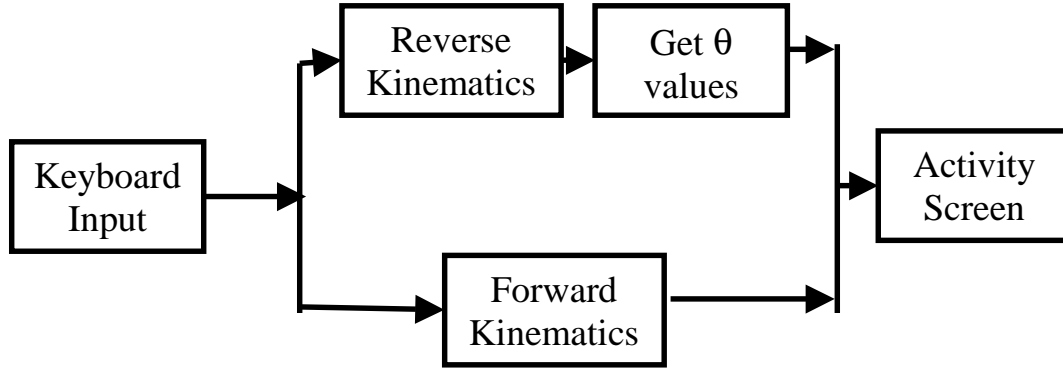 Reverse
Kinematics
Get θ
values
Keyboard
Input
Activity
Screen
Forward
Kinematics